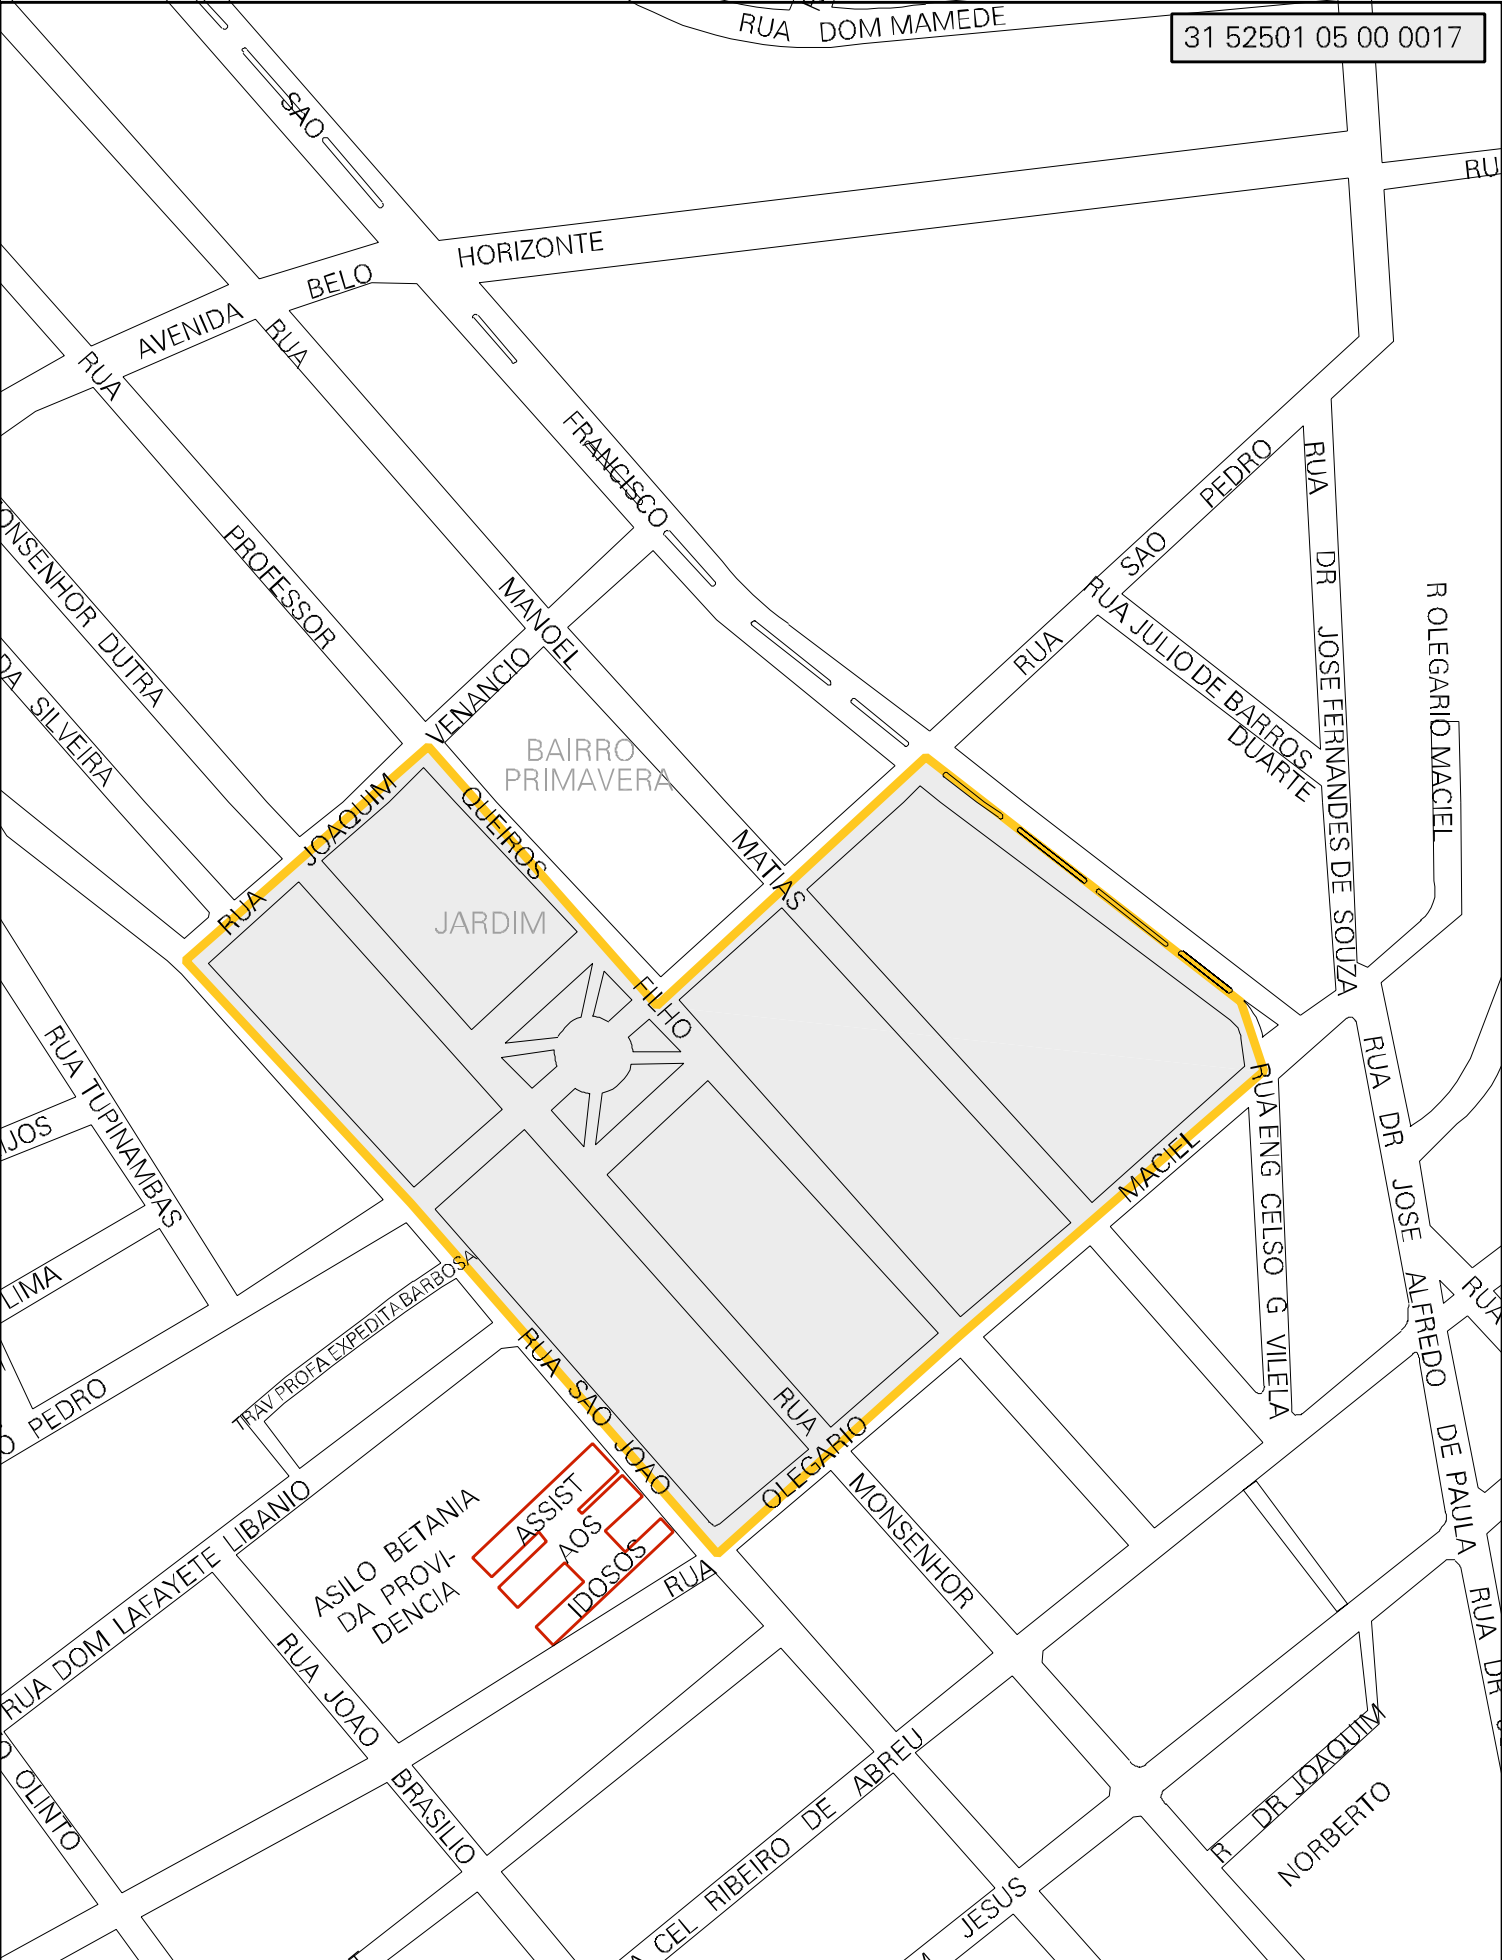 RUA DOM MAMEDE
31 52501 05 00 0017
SAO
RU
HORIZONTE
BELO
AVENIDA
RUA
RUA
FRANCISCO
PEDRO
SAO
RUA
RUA DR JOSE FERNANDES DE SOUZA
R OLEGARIO MACIEL
RUA JULIO DE BARROS
DUARTE
PROFESSOR
ONSENHOR DUTRA
DA SILVEIRA
MANOEL
VENANCIO
BAIRRO
PRIMAVERA
JOAQUIM
RUA
QUEIROS
MATIAS
JARDIM
FILHO
RUA TUPINAMBAS
IJOS
LIMA
O PEDRO
RUA DR JOSE ALFREDO DE PAULA
RUA ENG CELSO G VILELA
MACIEL
RUA
TRAV PROFA EXPEDITA BARBOSA
RUA SAO JOAO
RUA
OLEGARIO
MONSENHOR
ASILO BETANIA
DA PROVI-
DENCIA
ASSIST
AOS
IDOSOS
RUA
RUA DOM LAFAYETE LIBANIO
RUA JOAO
BRASILIO
O OLINTO
RUA DR
R DR JOAQUIM
NORBERTO
A CEL RIBEIRO DE ABREU
M JESUS